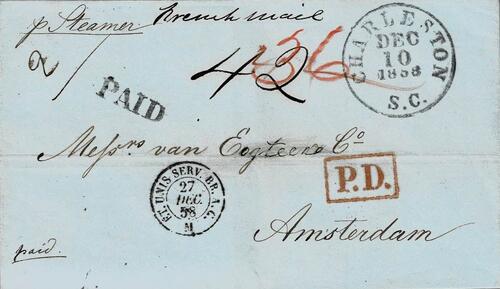 p Steamer French mail
2/
42 36
CHARLESTON
DEC
10
1858
S.C.
PAID
Messrs van Eegteren Co
ET. UNIS SERV. BR. A.C.
27
DEC.
58
M
P.D.
Amsterdam
paid.